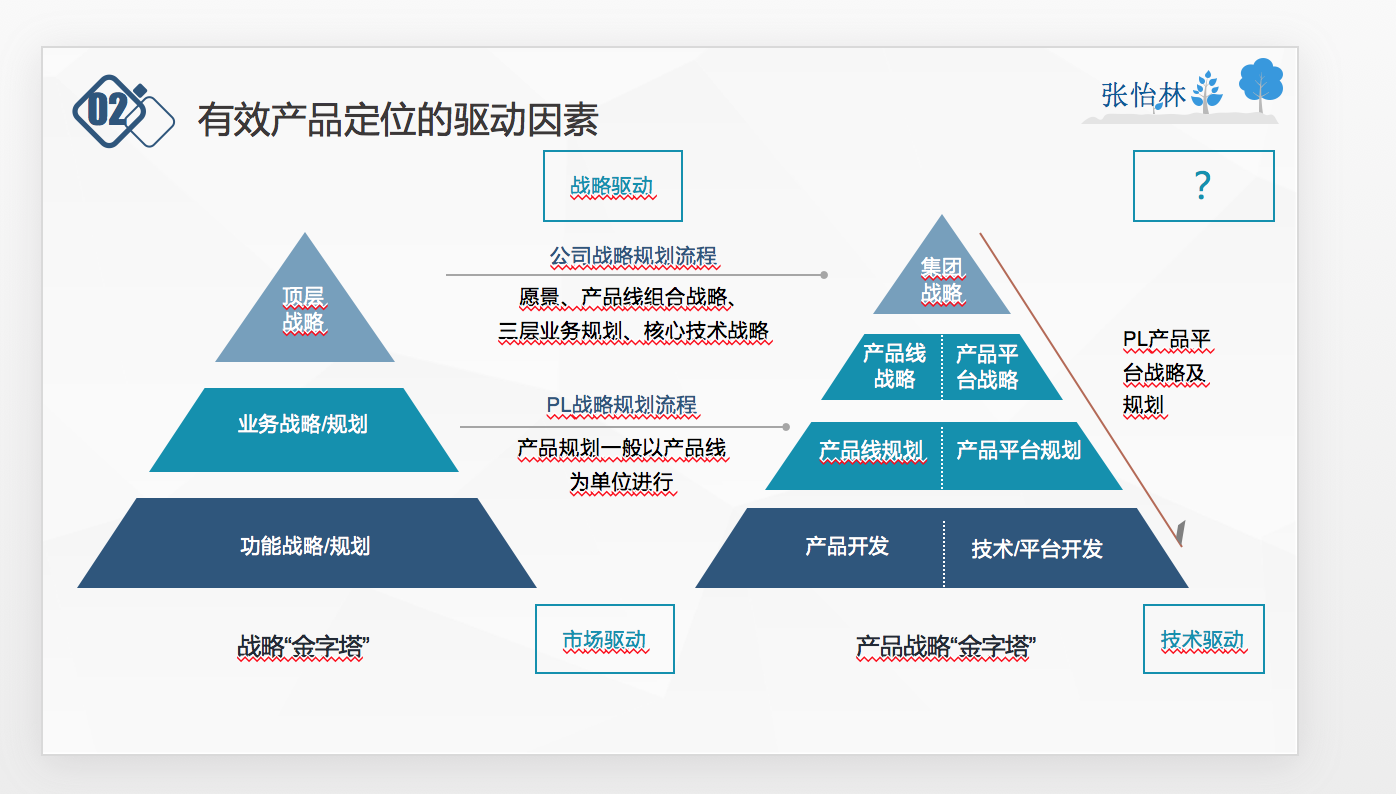 02
有效产品定位的驱动因素
张怡林
战略驱动
?
公司战略规划流程
愿景、产品线组合战略、
三层业务规划、核心技术战略
PL战略规划流程
产品规划一般以产品线
为单位进行
顶层
战略
业务战略/规划
功能战略/规划
战略“金字塔”
市场驱动
集团
战略
产品线
战略
产品平
台战略
产品线规划
产品平台规划
产品开发
技术/平台开发
PL产品平
台战略及
规划
产品战略“金字塔”
技术驱动